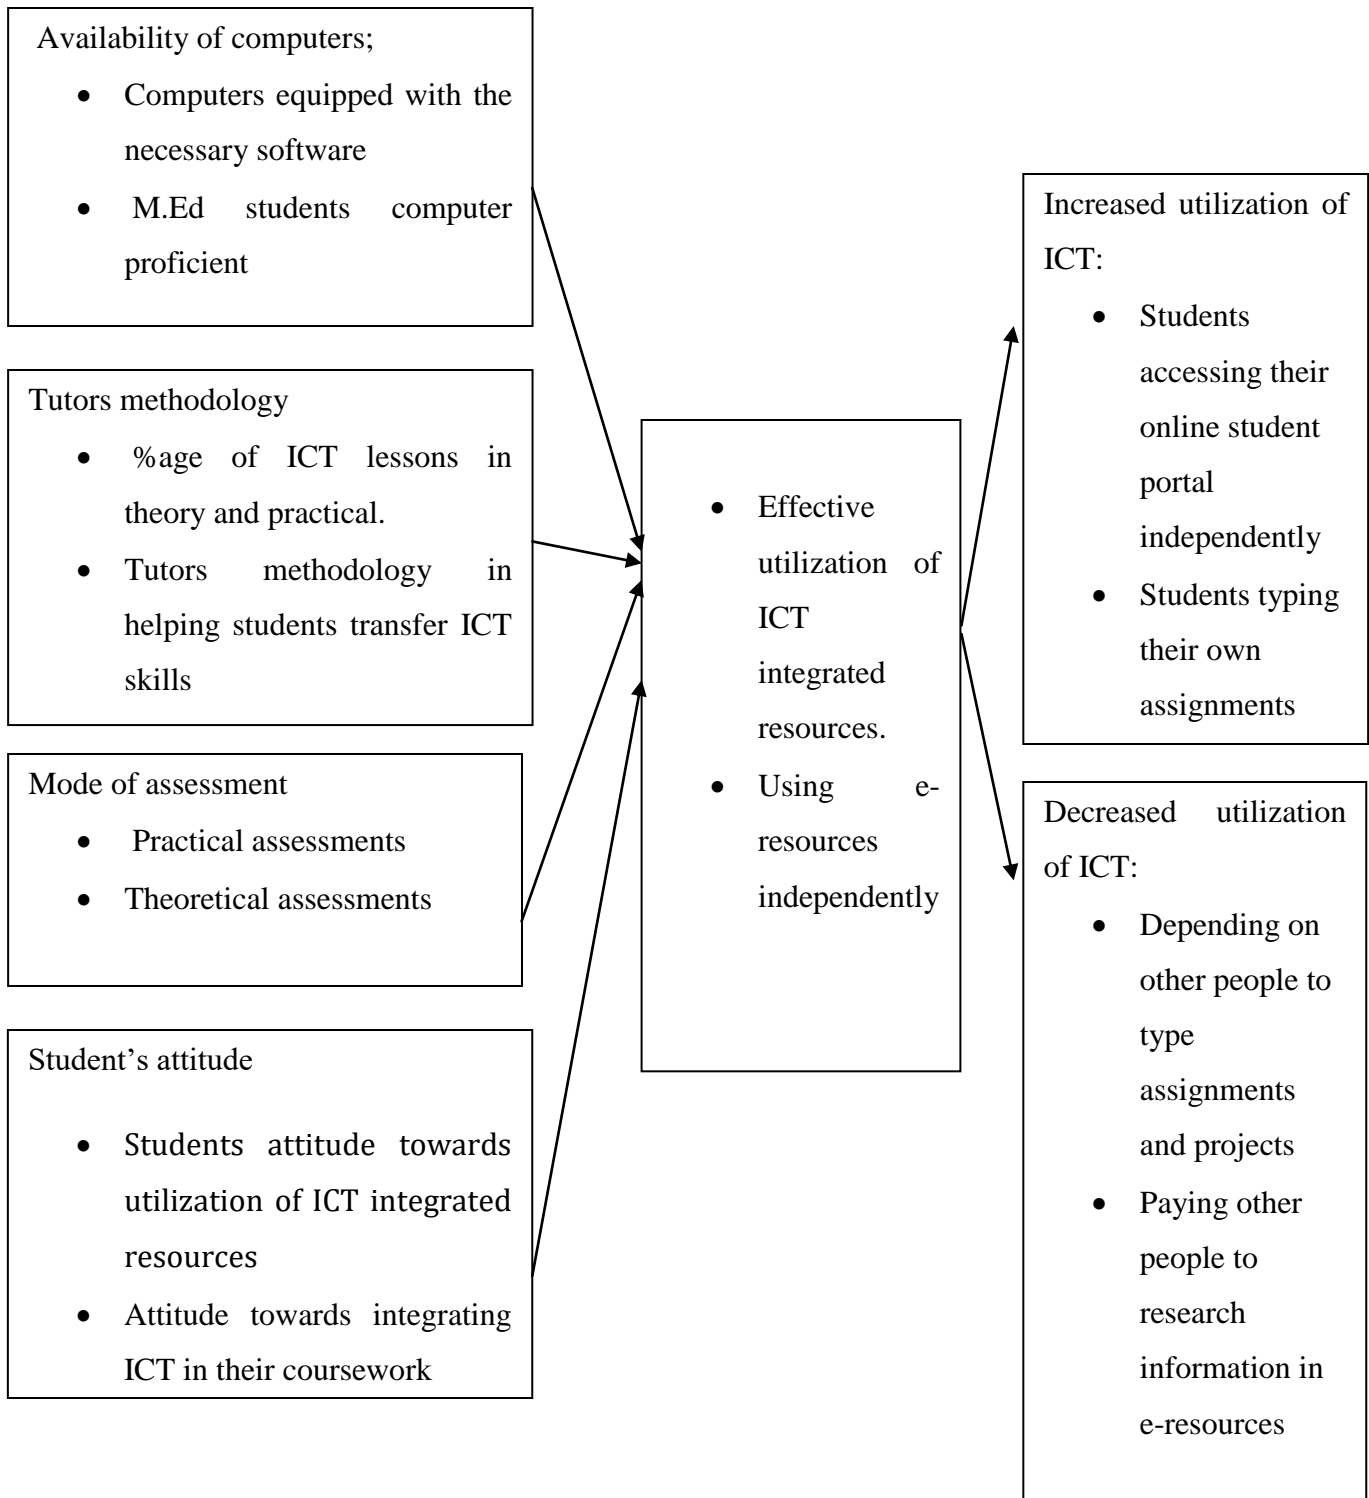 Availability of computers;
• Computers equipped with the
necessary software
• M.Ed students computer
proficient
Tutors methodology
• %age of ICT lessons in
theory and practical.
• Tutors methodology in
helping students transfer ICT
skills
Mode of assessment
• Practical assessments
• Theoretical assessments
Student’s attitude
• Students attitude towards
utilization of ICT integrated
resources
• Attitude towards integrating
ICT in their coursework
• Effective
utilization of
ICT
integrated
resources.
• Using e-
resources
independently
Increased utilization of
ICT:
• Students
accessing their
online student
portal
independently
• Students typing
their own
assignments
Decreased utilization
of ICT:
• Depending on
other people to
type
assignments
and projects
• Paying other
people to
research
information in
e-resources